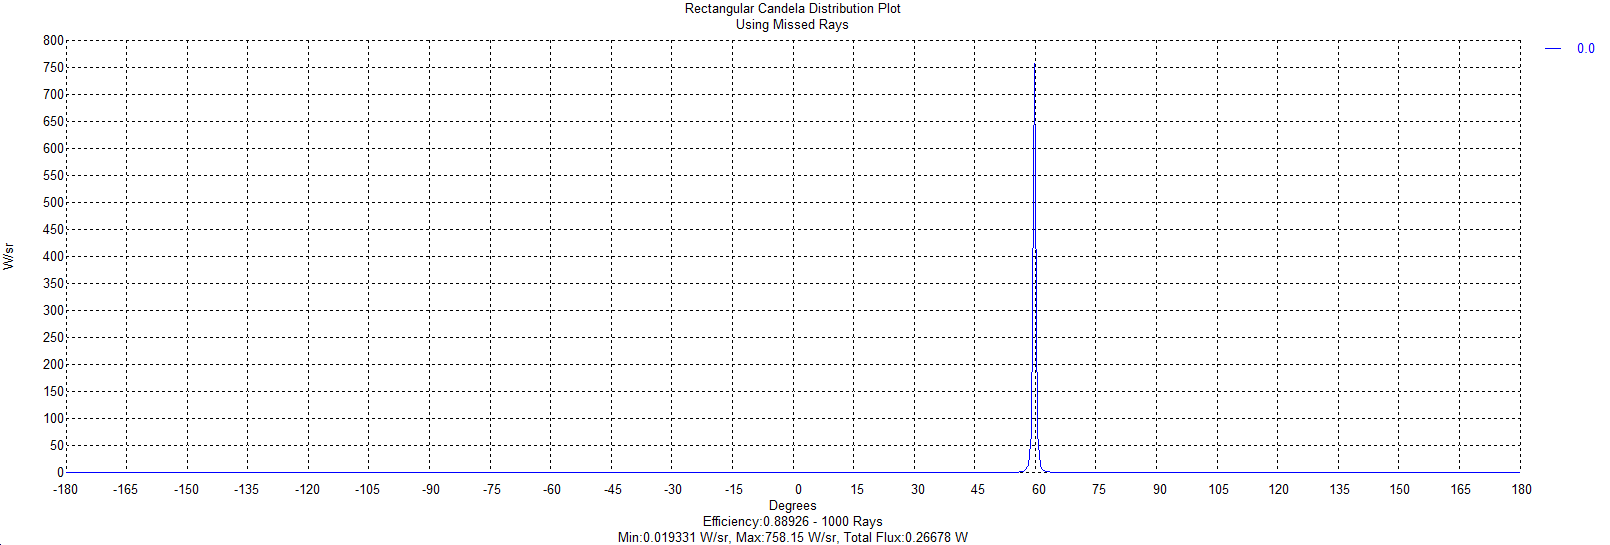 Rectangular Candela Distribution Plot
Using Missed Rays
0.0
800
750
700
650
600
550
500
450
400
350
300
250
200
150
100
50
0
W/sr
-180 -165 -150 -135 -120 -105 -90 -75 -60 -45 -30 -15 0 15 30 45 60 75 90 105 120 135 150 165 180
Degrees
Efficiency:0.88926 - 1000 Rays
Min:0.019331 W/sr, Max:758.15 W/sr, Total Flux:0.26678 W